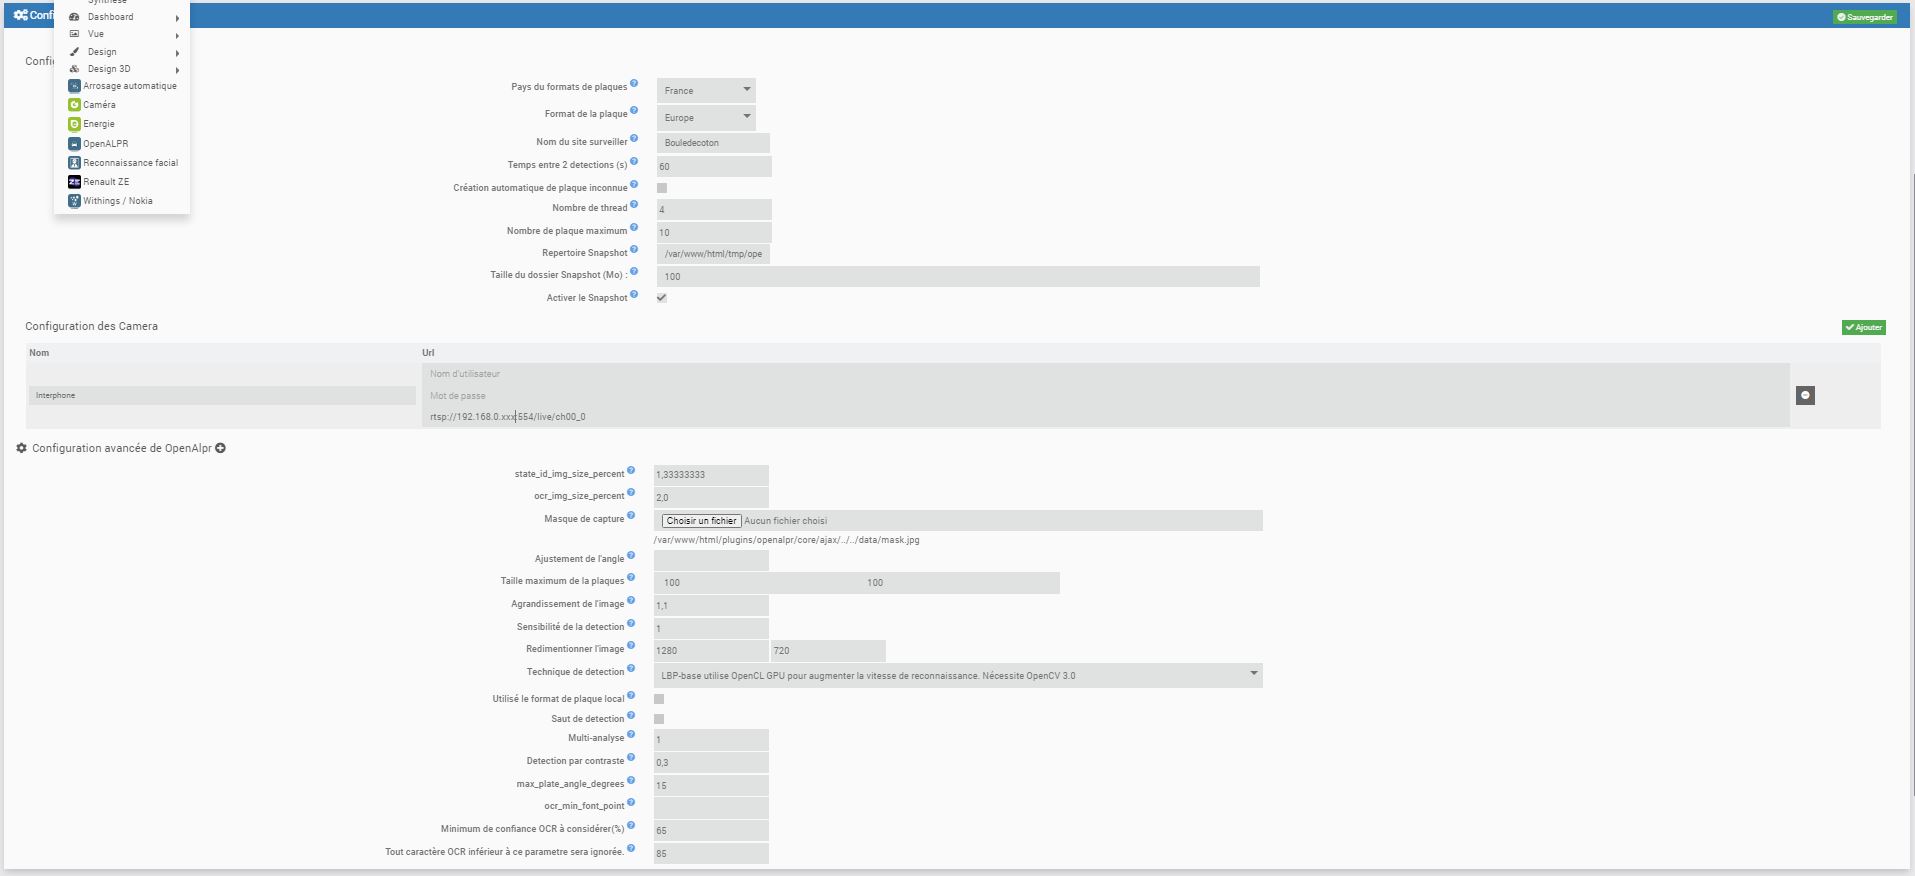 Synthèse
Confi
Dashboard
Sauvegarder
Vue
Design
Confi
Design 3D
Arrosage automatique
Caméra
Energie
OpenALPR
Reconnaissance facial
Renault ZE
Withings / Nokia
Pays du formats de plaques
France
Format de la plaque
Europe
Nom du site surveiller
Bouledecoton
Temps entre 2 detections (s)
60
Création automatique de plaque inconnue
Nombre de thread
4
Nombre de plaque maximum
10
Repertoire Snapshot
/var/www/html/tmp/ope
Taille du dossier Snapshot (Mo) :
100
Activer le Snapshot
Configuration des Camera
Ajouter
Nom
Url
Nom d'utilisateur
Interphone
Mot de passe
rtsp://192.168.0.xxx:554/live/ch00_0
Configuration avancée de OpenAlpr
state_id_img_size_percent
1,33333333
ocr_img_size_percent
2,0
Masque de capture
Choisir un fichier Aucun fichier choisi
/var/www/html/plugins/openalpr/core/ajax/../../data/mask.jpg
Ajustement de l'angle
Taille maximum de la plaques
100 100
Agrandissement de l'image
1,1
Sensibilité de la detection
1
Redimentionner l'image
1280 720
Technique de detection
LBP-base utilise OpenCL GPU pour augmenter la vitesse de reconnaissance. Nécessite OpenCV 3.0
Utilisé le format de plaque local
Saut de detection
Multi-analyse
1
Detection par contraste
0,3
max_plate_angle_degrees
15
ocr_min_font_point
Minimum de confiance OCR à considérer(%)
65
Tout caractère OCR inférieur à ce parametre sera ignorée.
85